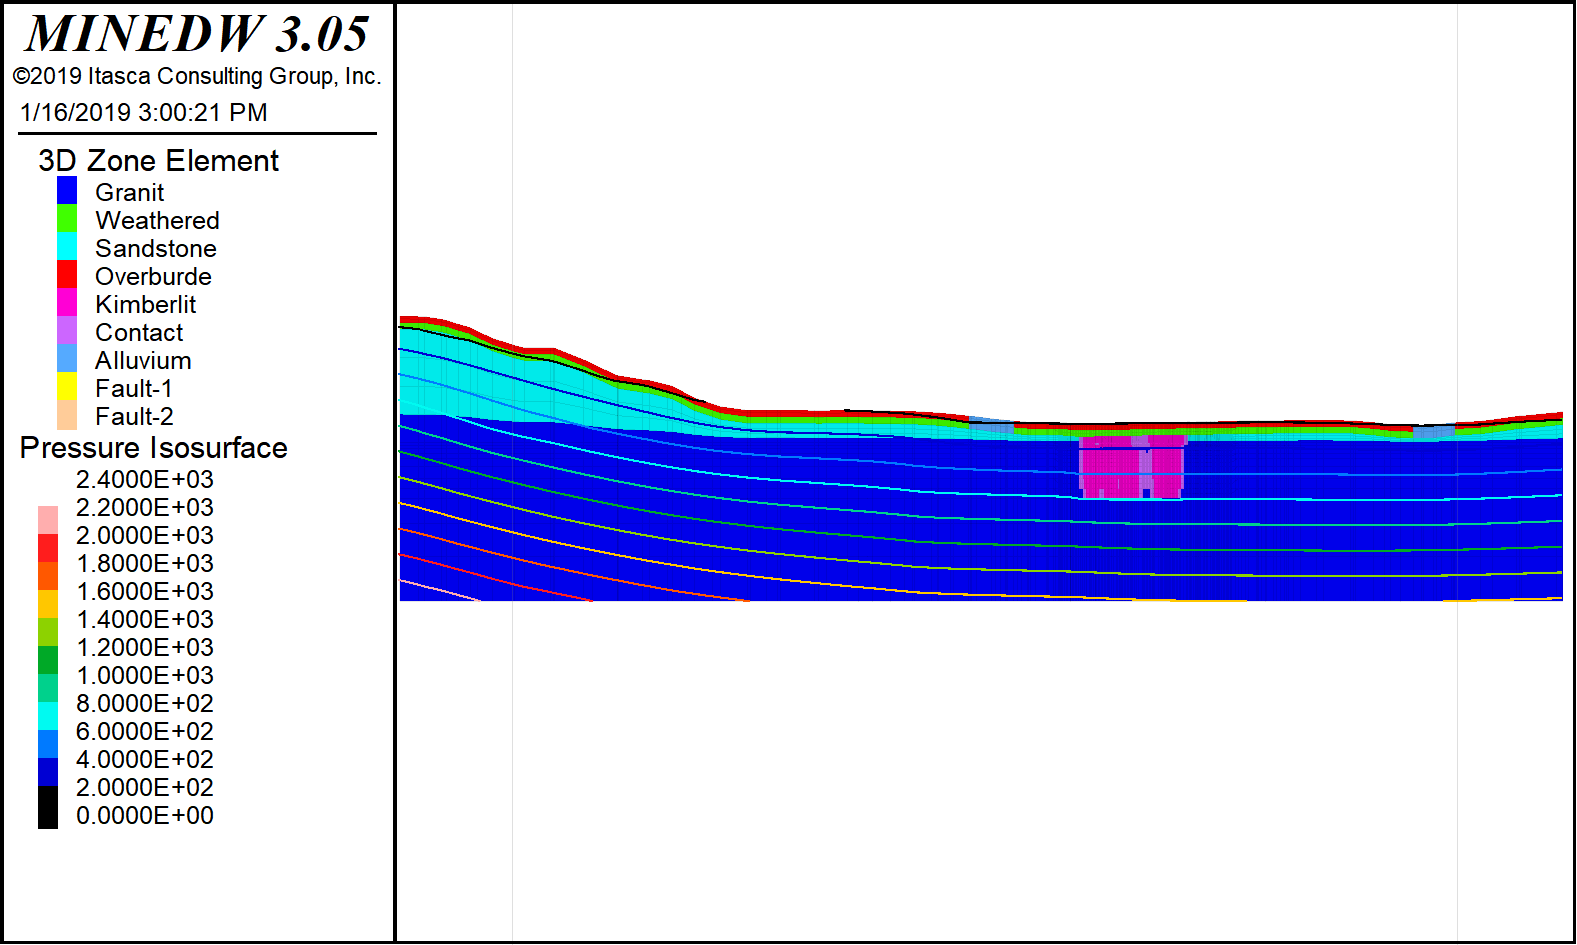 MINEDW 3.05
©2019 Itasca Consulting Group, Inc.
1/16/2019 3:00:21 PM
3D Zone Element
Granit
Weathered
Sandstone
Overburde
Kimberlit
Contact
Alluvium
Fault-1
Fault-2
Pressure Isosurface
2.4000E+03
2.2000E+03
2.0000E+03
1.8000E+03
1.6000E+03
1.4000E+03
1.2000E+03
1.0000E+03
8.0000E+02
6.0000E+02
4.0000E+02
2.0000E+02
0.0000E+00